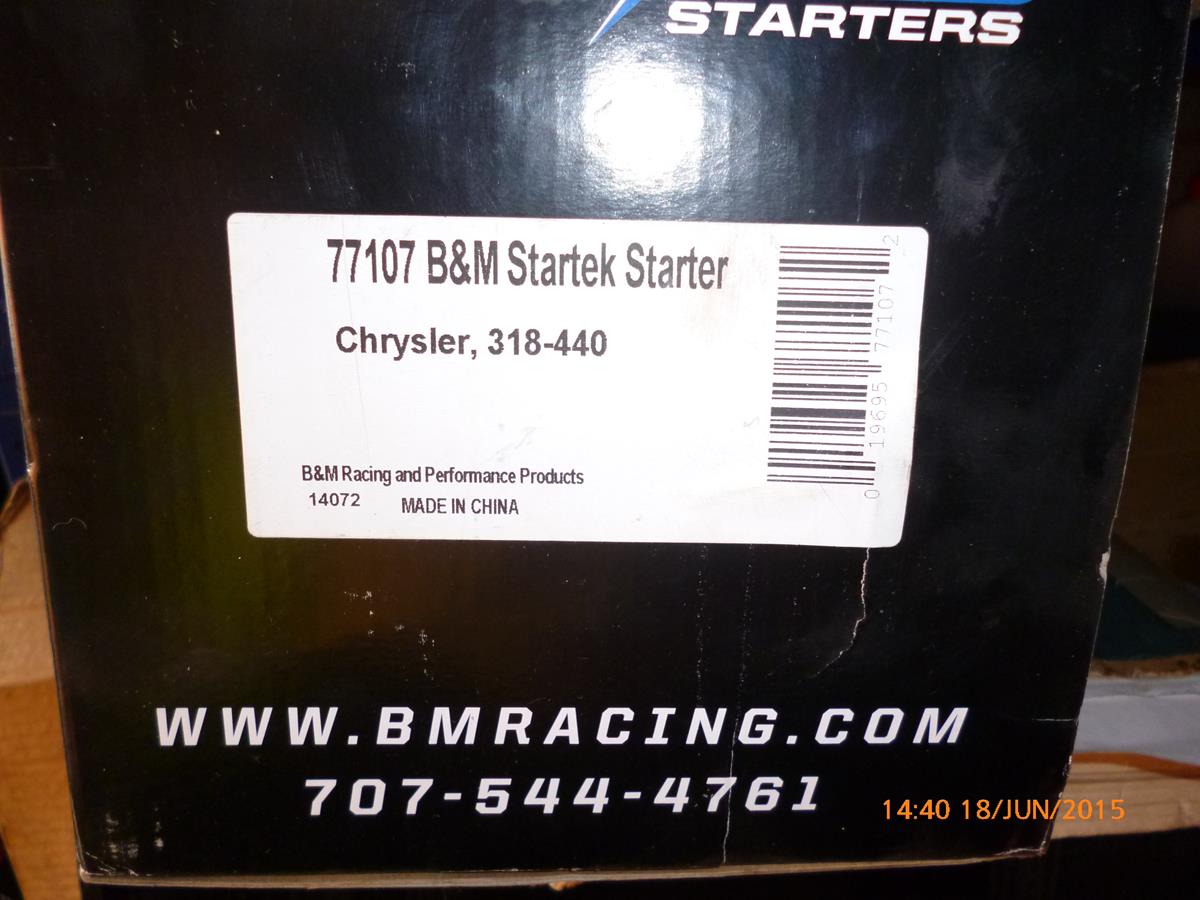 STARTERS
77107 B&M Startek Starter
Chrysler, 318-440
0 19695 77107 2
B&M Racing and Performance Products
14072 MADE IN CHINA
WWW.BMRACING.COM
707-544-4761
14:40 18/JUN/2015